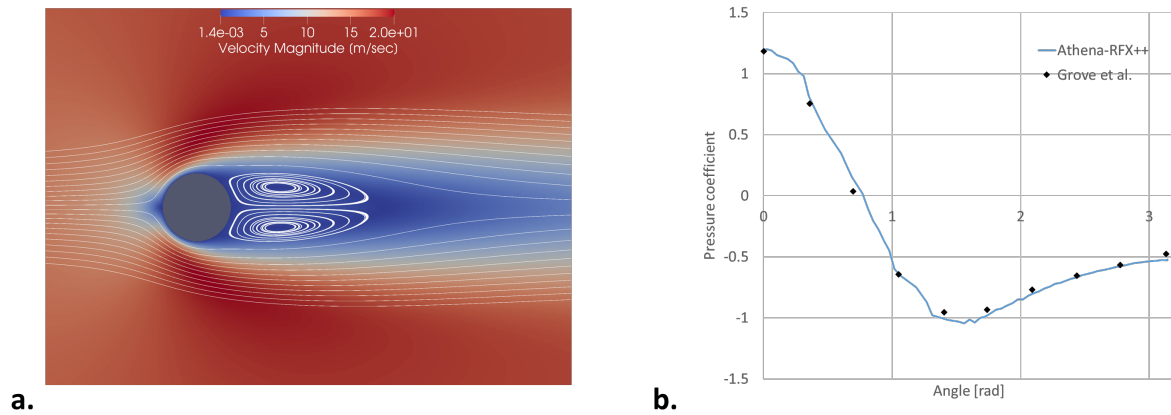 1.4e-03 5 10 15 2.0e+01
Velocity Magnitude [m/sec]
a.
1.5
1
0.5
0
-0.5
-1
-1.5
Pressure coefficient
0 1 2 3
Angle [rad]
Athena-RFX++
Grove et al.
b.